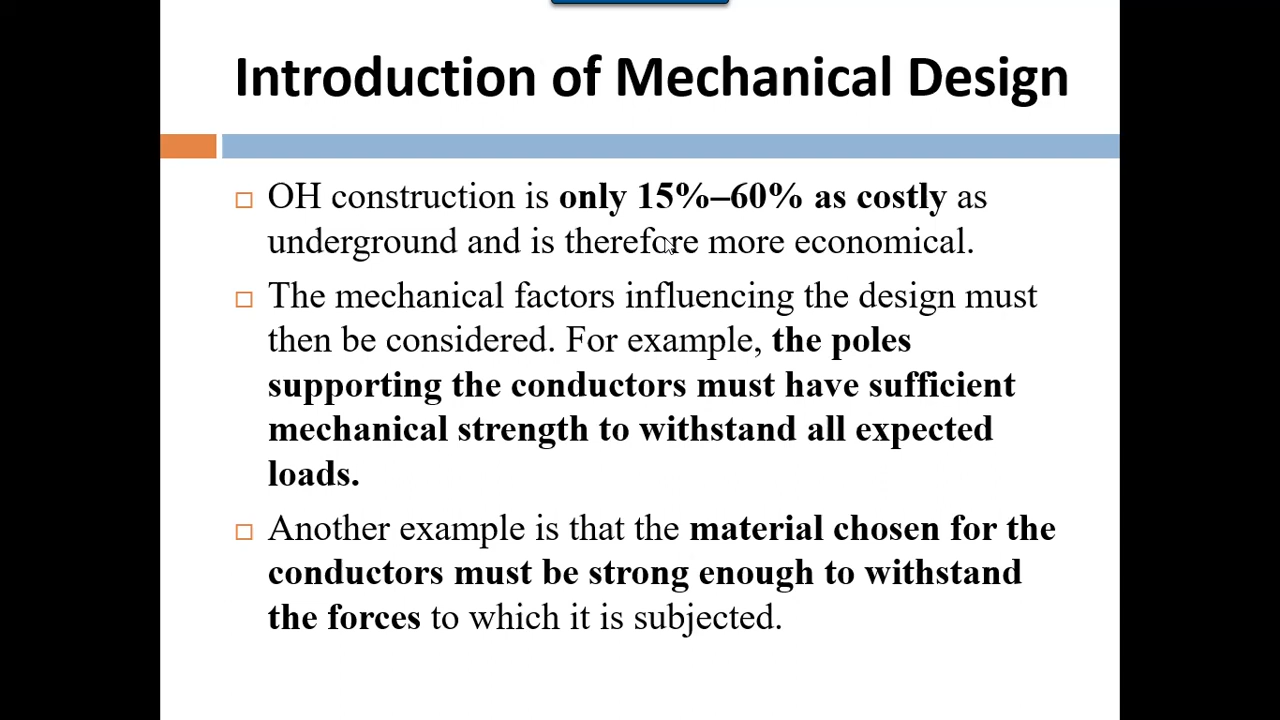 Introduction of Mechanical Design
OH construction is only 15%–60% as costly as
underground and is therefore more economical.
The mechanical factors influencing the design must
then be considered. For example, the poles
supporting the conductors must have sufficient
mechanical strength to withstand all expected
loads.
Another example is that the material chosen for the
conductors must be strong enough to withstand
the forces to which it is subjected.